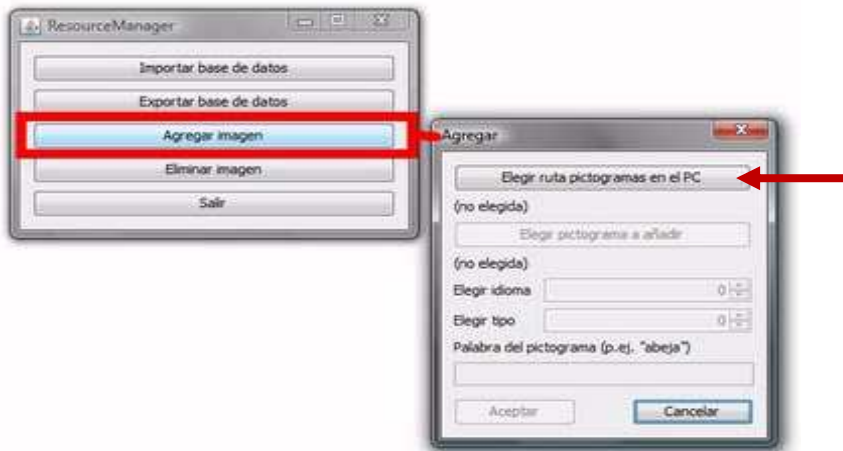 ResourceManager
Importar base de datos
Exportar base de datos
Agregar imagen
Eliminar imagen
Salir
Agregar
Elegir ruta pictogramas en el PC
(no elegida)
Elegir pictograma a añadir
(no elegida)
Elegir idioma 0
Elegir tipo 0
Palabra del pictograma (p.ej. "abeja")
Aceptar Cancelar